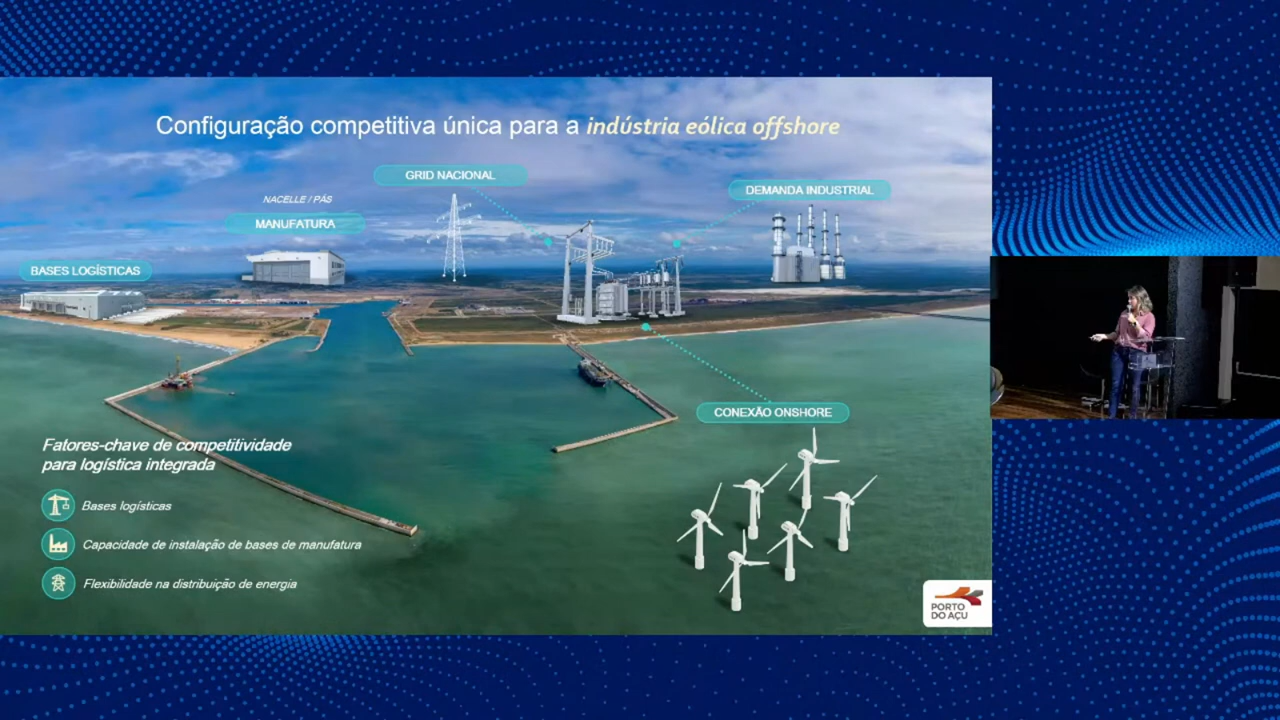 Configuração competitiva única para a indústria eólica offshore
GRID NACIONAL
DEMANDA INDUSTRIAL
NACELLE / PÁS
MANUFATURA
BASES LOGÍSTICAS
CONEXÃO ONSHORE
Fatores-chave de competitividade
para logística integrada
Bases logísticas
Capacidade de instalação de bases de manufatura
Flexibilidade na distribuição de energia
PORTO
DO AÇU